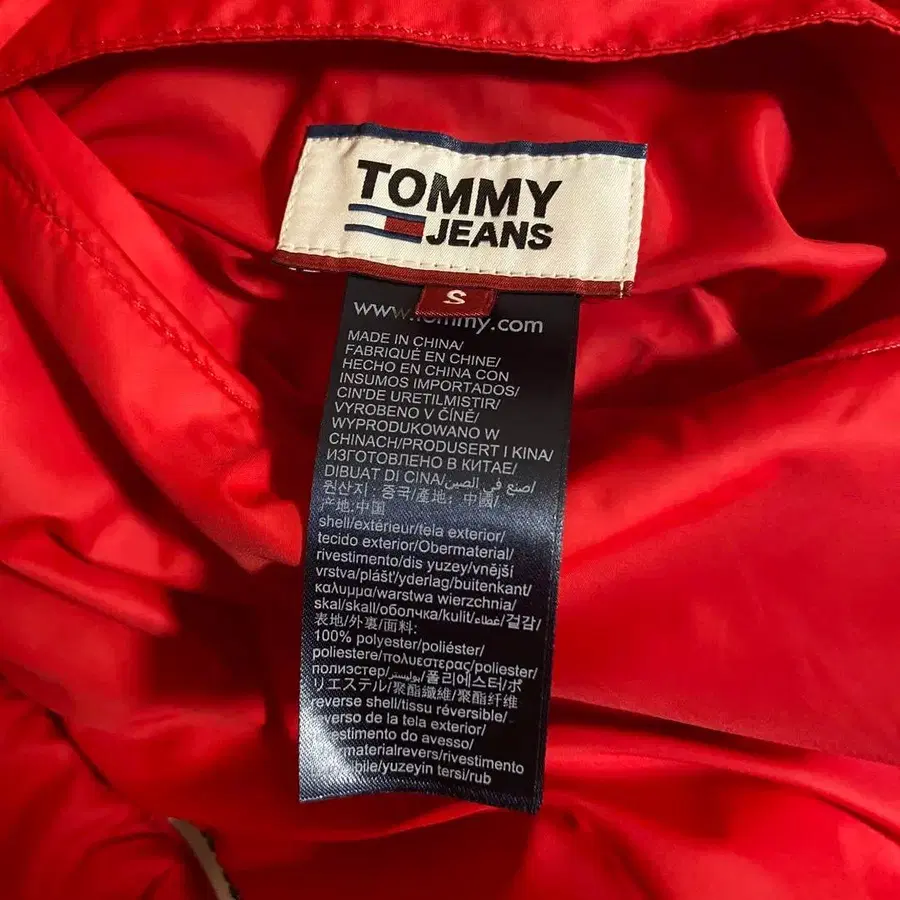 TOMMY
JEANS
S
www.tommy.com
MADE IN CHINA/
FABRIQUÉ EN CHINE/
HECHO EN CHINA CON
INSUMOS IMPORTADOS/
CIN'DE URETILMISTIR/
VYROBENO V ČÍNĚ/
WYPRODUKOWANO W
CHINACH/PRODUSERT I KINA/
ИЗГОТОВЛЕНО В КИТАЕ/
DIBUAT DI CINA/صنع في الصين/
원산지 : 중국/產地 : 中國/
产地:中国
shell/extérieur/tela exterior/
tecido exterior/Obermaterial/
rivestimento/dis yuzey/vnější
vrstva/plášť/yderlag/buitenkant/
κάλυμμα/warstwa wierzchnia/
skal/skall/оболчка/kulit/غطاء/겉감/
表地/外裏/面料:
100% polyester/poliéster/
poliestere/πολυεστερας/poliester/
полиэстер/بوليستر/폴리에스터/ポ
リエステル/聚酯纖維/聚酯纤维/
reverse shell/tissu réversible/
reverso de la tela exterior/
estimento do avesso/
materialrevers/rivestimento
bile/yuzeyin tersi/rub